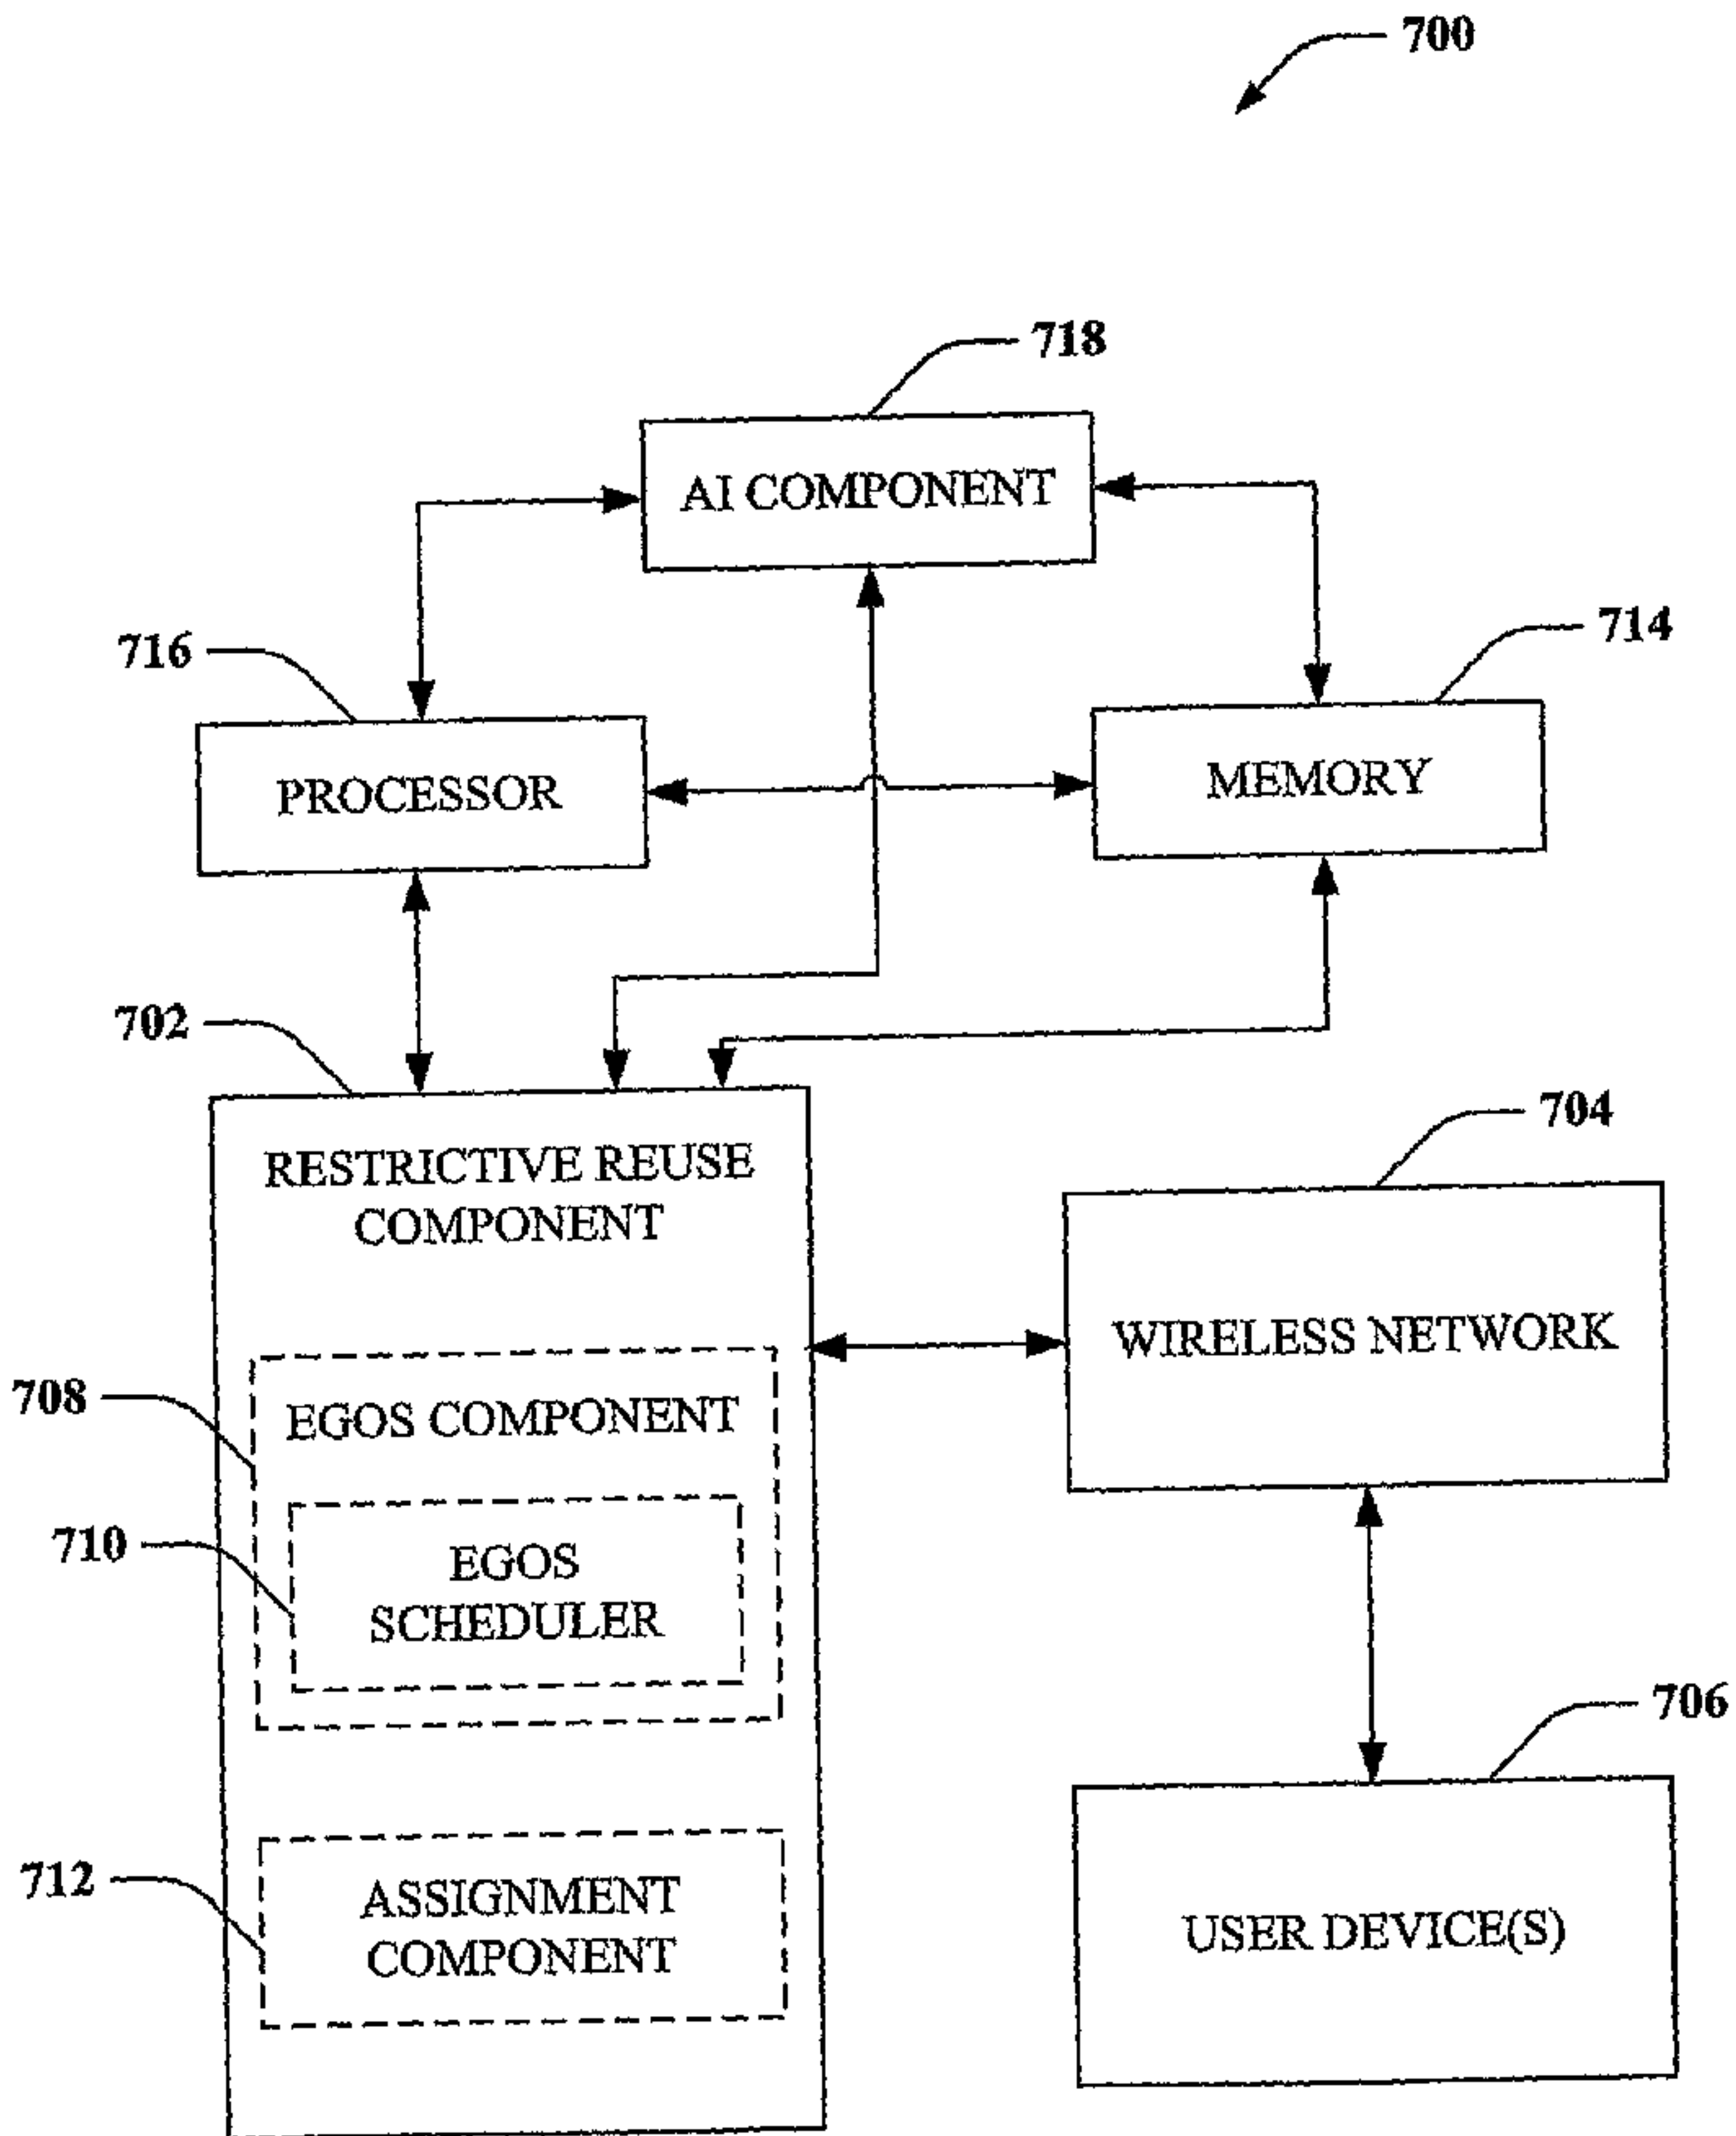 700
718
AI COMPONENT
716
714
PROCESSOR
MEMORY
702
704
RESTRICTIVE REUSE
COMPONENT
WIRELESS NETWORK
708
EGOS COMPONENT
710
EGOS
SCHEDULER
706
712
ASSIGNMENT
COMPONENT
USER DEVICE(S)